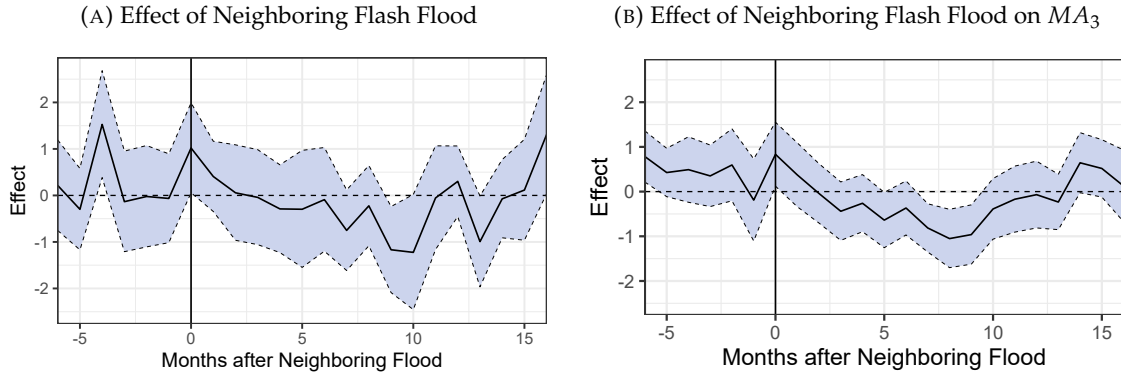 (A) Effect of Neighboring Flash Flood
2
1
0
-1
-2
Effect
-5 0 5 10 15
Months after Neighboring Flood
(B) Effect of Neighboring Flash Flood on MA₃
2
1
0
-1
-2
Effect
-5 0 5 10 15
Months after Neighboring Flood